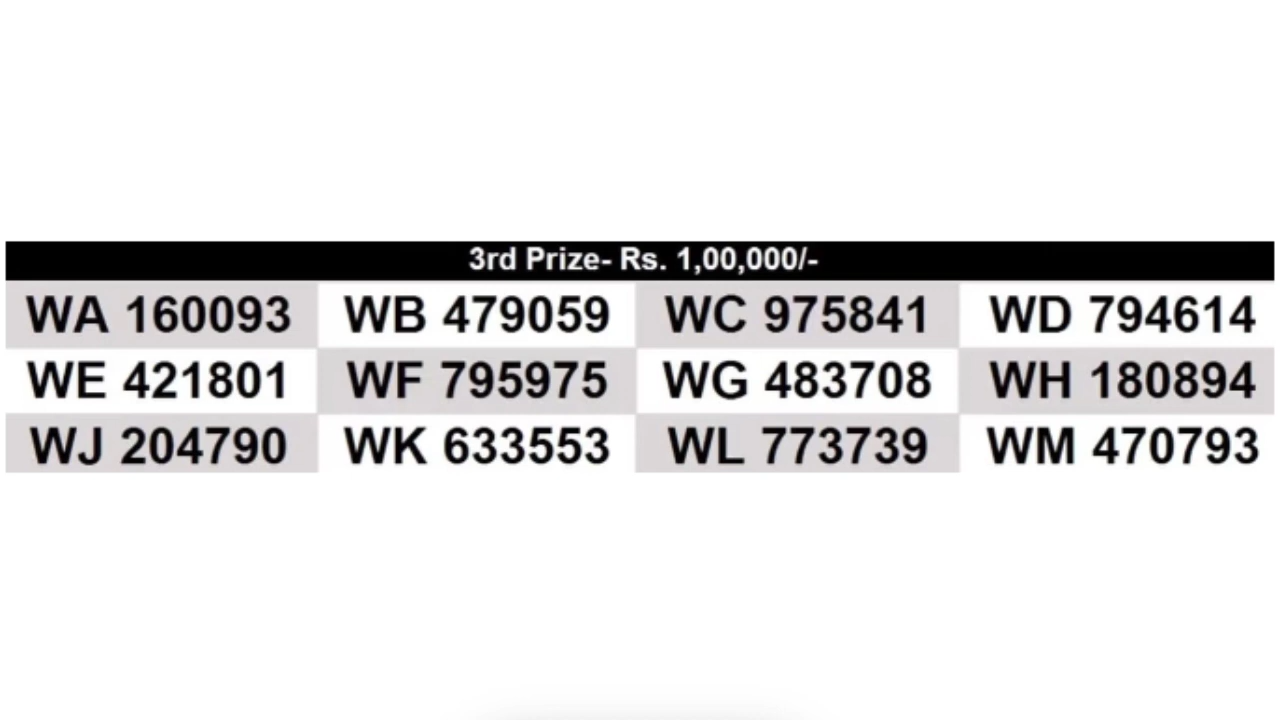 3rd Prize- Rs. 1,00,000/-
WA 160093 WB 479059 WC 975841 WD 794614
WE 421801 WF 795975 WG 483708 WH 180894
WJ 204790 WK 633553 WL 773739 WM 470793